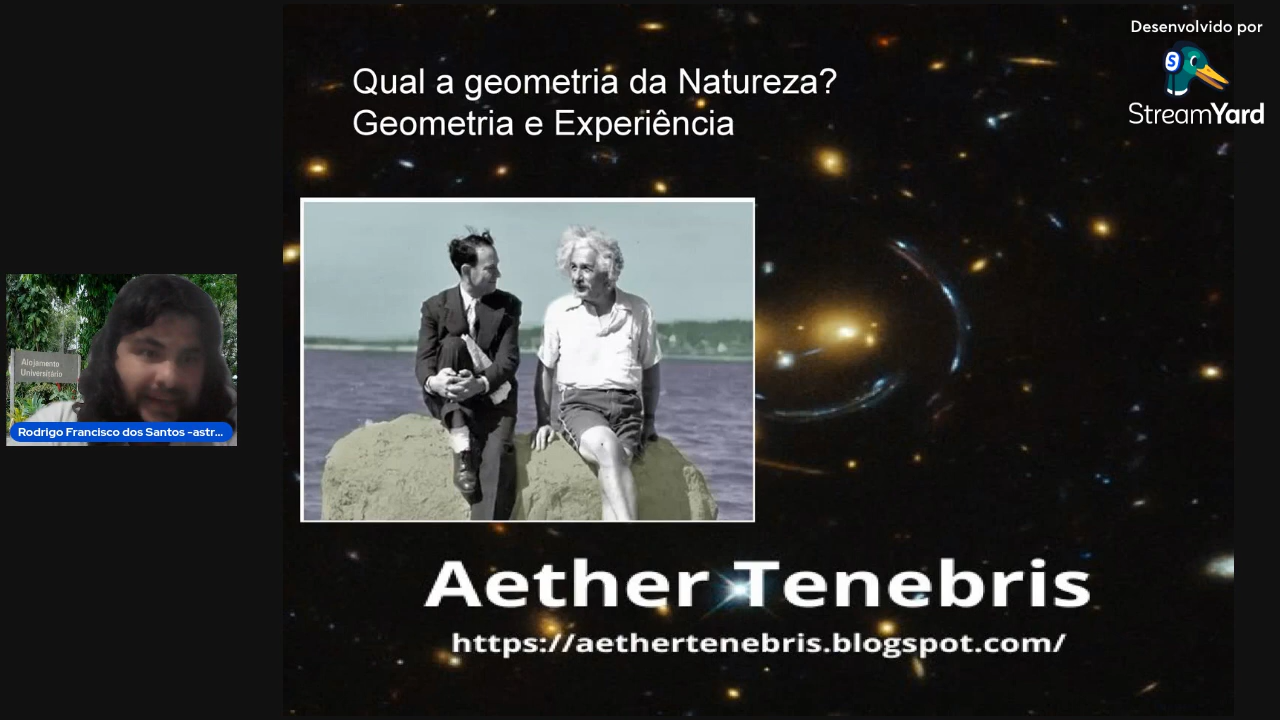 Desenvolvido por
S
StreamYard
Qual a geometria da Natureza?
Geometria e Experiência
Alojamento
Universitário
Rodrigo Francisco dos Santos -astr...
Aether Tenebris
https://aethertenebris.blogspot.com/